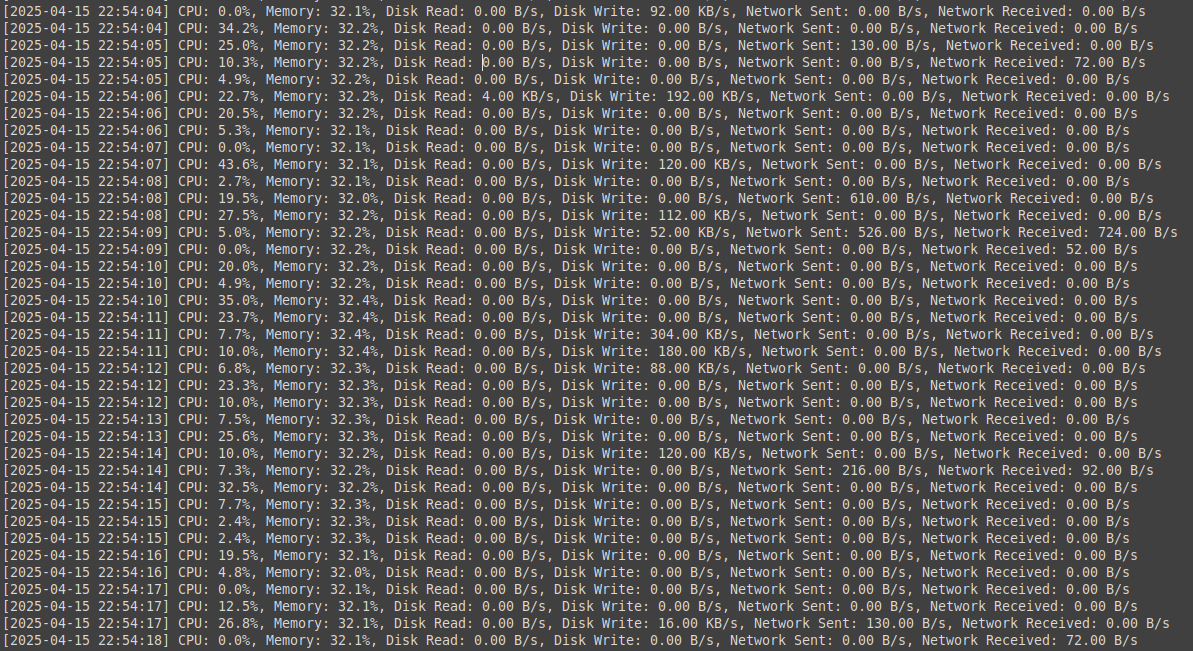 [2025-04-15 22:54:04] CPU: 0.0%, Memory: 32.1%, Disk Read: 0.00 B/s, Disk Write: 92.00 KB/s, Network Sent: 0.00 B/s, Network Received: 0.00 B/s
[2025-04-15 22:54:04] CPU: 34.2%, Memory: 32.2%, Disk Read: 0.00 B/s, Disk Write: 0.00 B/s, Network Sent: 0.00 B/s, Network Received: 0.00 B/s
[2025-04-15 22:54:05] CPU: 25.0%, Memory: 32.2%, Disk Read: 0.00 B/s, Disk Write: 0.00 B/s, Network Sent: 130.00 B/s, Network Received: 0.00 B/s
[2025-04-15 22:54:05] CPU: 10.3%, Memory: 32.2%, Disk Read: 0.00 B/s, Disk Write: 0.00 B/s, Network Sent: 0.00 B/s, Network Received: 72.00 B/s
[2025-04-15 22:54:05] CPU: 4.9%, Memory: 32.2%, Disk Read: 0.00 B/s, Disk Write: 0.00 B/s, Network Sent: 0.00 B/s, Network Received: 0.00 B/s
[2025-04-15 22:54:06] CPU: 22.7%, Memory: 32.2%, Disk Read: 4.00 KB/s, Disk Write: 192.00 KB/s, Network Sent: 0.00 B/s, Network Received: 0.00 B/s
[2025-04-15 22:54:06] CPU: 20.5%, Memory: 32.2%, Disk Read: 0.00 B/s, Disk Write: 0.00 B/s, Network Sent: 0.00 B/s, Network Received: 0.00 B/s
[2025-04-15 22:54:06] CPU: 5.3%, Memory: 32.1%, Disk Read: 0.00 B/s, Disk Write: 0.00 B/s, Network Sent: 0.00 B/s, Network Received: 0.00 B/s
[2025-04-15 22:54:07] CPU: 0.0%, Memory: 32.1%, Disk Read: 0.00 B/s, Disk Write: 0.00 B/s, Network Sent: 0.00 B/s, Network Received: 0.00 B/s
[2025-04-15 22:54:07] CPU: 43.6%, Memory: 32.1%, Disk Read: 0.00 B/s, Disk Write: 120.00 KB/s, Network Sent: 0.00 B/s, Network Received: 0.00 B/s
[2025-04-15 22:54:08] CPU: 2.7%, Memory: 32.1%, Disk Read: 0.00 B/s, Disk Write: 0.00 B/s, Network Sent: 0.00 B/s, Network Received: 0.00 B/s
[2025-04-15 22:54:08] CPU: 19.5%, Memory: 32.0%, Disk Read: 0.00 B/s, Disk Write: 0.00 B/s, Network Sent: 610.00 B/s, Network Received: 0.00 B/s
[2025-04-15 22:54:08] CPU: 27.5%, Memory: 32.2%, Disk Read: 0.00 B/s, Disk Write: 112.00 KB/s, Network Sent: 0.00 B/s, Network Received: 0.00 B/s
[2025-04-15 22:54:09] CPU: 5.0%, Memory: 32.2%, Disk Read: 0.00 B/s, Disk Write: 52.00 KB/s, Network Sent: 526.00 B/s, Network Received: 724.00 B/s
[2025-04-15 22:54:09] CPU: 0.0%, Memory: 32.2%, Disk Read: 0.00 B/s, Disk Write: 0.00 B/s, Network Sent: 0.00 B/s, Network Received: 52.00 B/s
[2025-04-15 22:54:10] CPU: 20.0%, Memory: 32.2%, Disk Read: 0.00 B/s, Disk Write: 0.00 B/s, Network Sent: 0.00 B/s, Network Received: 0.00 B/s
[2025-04-15 22:54:10] CPU: 4.9%, Memory: 32.2%, Disk Read: 0.00 B/s, Disk Write: 0.00 B/s, Network Sent: 0.00 B/s, Network Received: 0.00 B/s
[2025-04-15 22:54:10] CPU: 35.0%, Memory: 32.4%, Disk Read: 0.00 B/s, Disk Write: 0.00 B/s, Network Sent: 0.00 B/s, Network Received: 0.00 B/s
[2025-04-15 22:54:11] CPU: 23.7%, Memory: 32.4%, Disk Read: 0.00 B/s, Disk Write: 0.00 B/s, Network Sent: 0.00 B/s, Network Received: 0.00 B/s
[2025-04-15 22:54:11] CPU: 7.7%, Memory: 32.4%, Disk Read: 0.00 B/s, Disk Write: 304.00 KB/s, Network Sent: 0.00 B/s, Network Received: 0.00 B/s
[2025-04-15 22:54:11] CPU: 10.0%, Memory: 32.4%, Disk Read: 0.00 B/s, Disk Write: 180.00 KB/s, Network Sent: 0.00 B/s, Network Received: 0.00 B/s
[2025-04-15 22:54:12] CPU: 6.8%, Memory: 32.3%, Disk Read: 0.00 B/s, Disk Write: 88.00 KB/s, Network Sent: 0.00 B/s, Network Received: 0.00 B/s
[2025-04-15 22:54:12] CPU: 23.3%, Memory: 32.3%, Disk Read: 0.00 B/s, Disk Write: 0.00 B/s, Network Sent: 0.00 B/s, Network Received: 0.00 B/s
[2025-04-15 22:54:12] CPU: 10.0%, Memory: 32.3%, Disk Read: 0.00 B/s, Disk Write: 0.00 B/s, Network Sent: 0.00 B/s, Network Received: 0.00 B/s
[2025-04-15 22:54:13] CPU: 7.5%, Memory: 32.3%, Disk Read: 0.00 B/s, Disk Write: 0.00 B/s, Network Sent: 0.00 B/s, Network Received: 0.00 B/s
[2025-04-15 22:54:13] CPU: 25.6%, Memory: 32.3%, Disk Read: 0.00 B/s, Disk Write: 0.00 B/s, Network Sent: 0.00 B/s, Network Received: 0.00 B/s
[2025-04-15 22:54:14] CPU: 10.0%, Memory: 32.2%, Disk Read: 0.00 B/s, Disk Write: 120.00 KB/s, Network Sent: 0.00 B/s, Network Received: 0.00 B/s
[2025-04-15 22:54:14] CPU: 7.3%, Memory: 32.2%, Disk Read: 0.00 B/s, Disk Write: 0.00 B/s, Network Sent: 216.00 B/s, Network Received: 92.00 B/s
[2025-04-15 22:54:14] CPU: 32.5%, Memory: 32.2%, Disk Read: 0.00 B/s, Disk Write: 0.00 B/s, Network Sent: 0.00 B/s, Network Received: 0.00 B/s
[2025-04-15 22:54:15] CPU: 7.7%, Memory: 32.3%, Disk Read: 0.00 B/s, Disk Write: 0.00 B/s, Network Sent: 0.00 B/s, Network Received: 0.00 B/s
[2025-04-15 22:54:15] CPU: 2.4%, Memory: 32.3%, Disk Read: 0.00 B/s, Disk Write: 0.00 B/s, Network Sent: 0.00 B/s, Network Received: 0.00 B/s
[2025-04-15 22:54:15] CPU: 2.4%, Memory: 32.3%, Disk Read: 0.00 B/s, Disk Write: 0.00 B/s, Network Sent: 0.00 B/s, Network Received: 0.00 B/s
[2025-04-15 22:54:16] CPU: 19.5%, Memory: 32.1%, Disk Read: 0.00 B/s, Disk Write: 0.00 B/s, Network Sent: 0.00 B/s, Network Received: 0.00 B/s
[2025-04-15 22:54:16] CPU: 4.8%, Memory: 32.0%, Disk Read: 0.00 B/s, Disk Write: 0.00 B/s, Network Sent: 0.00 B/s, Network Received: 0.00 B/s
[2025-04-15 22:54:17] CPU: 0.0%, Memory: 32.1%, Disk Read: 0.00 B/s, Disk Write: 0.00 B/s, Network Sent: 0.00 B/s, Network Received: 0.00 B/s
[2025-04-15 22:54:17] CPU: 12.5%, Memory: 32.1%, Disk Read: 0.00 B/s, Disk Write: 0.00 B/s, Network Sent: 0.00 B/s, Network Received: 0.00 B/s
[2025-04-15 22:54:17] CPU: 26.8%, Memory: 32.1%, Disk Read: 0.00 B/s, Disk Write: 16.00 KB/s, Network Sent: 130.00 B/s, Network Received: 0.00 B/s
[2025-04-15 22:54:18] CPU: 0.0%, Memory: 32.1%, Disk Read: 0.00 B/s, Disk Write: 0.00 B/s, Network Sent: 0.00 B/s, Network Received: 72.00 B/s